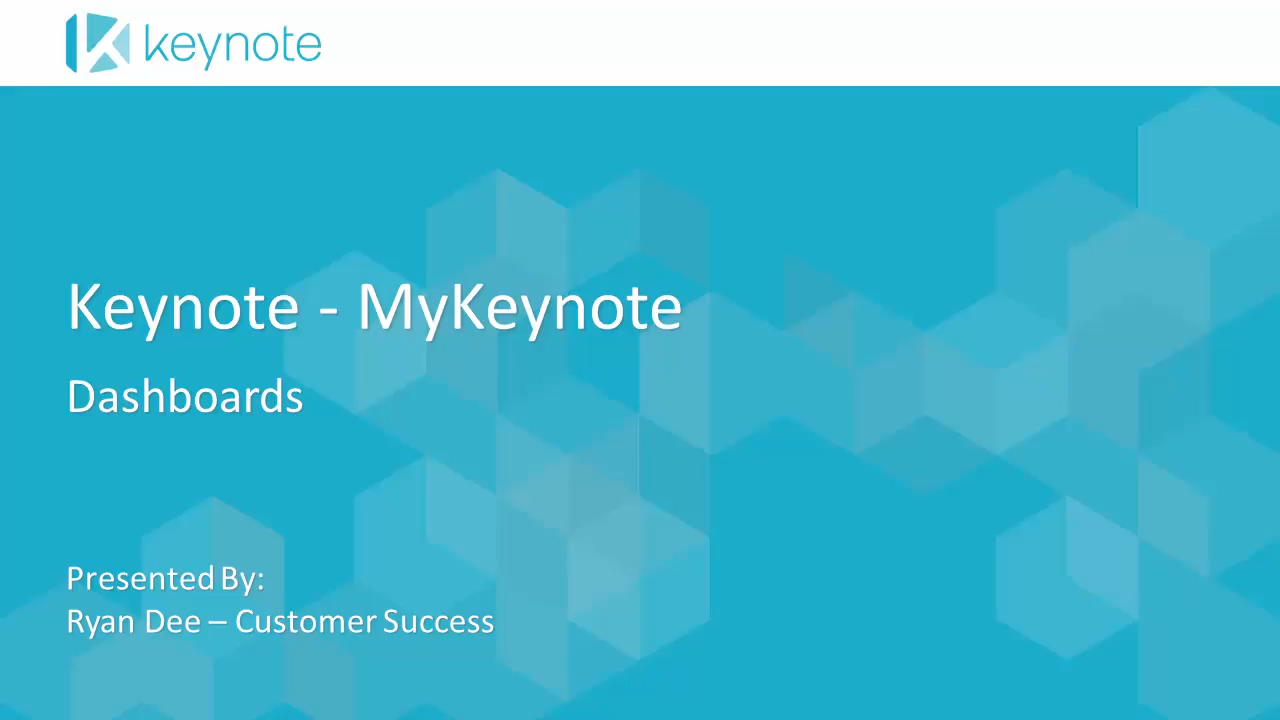 keynote
Keynote - MyKeynote
Dashboards
Presented By:
Ryan Dee – Customer Success